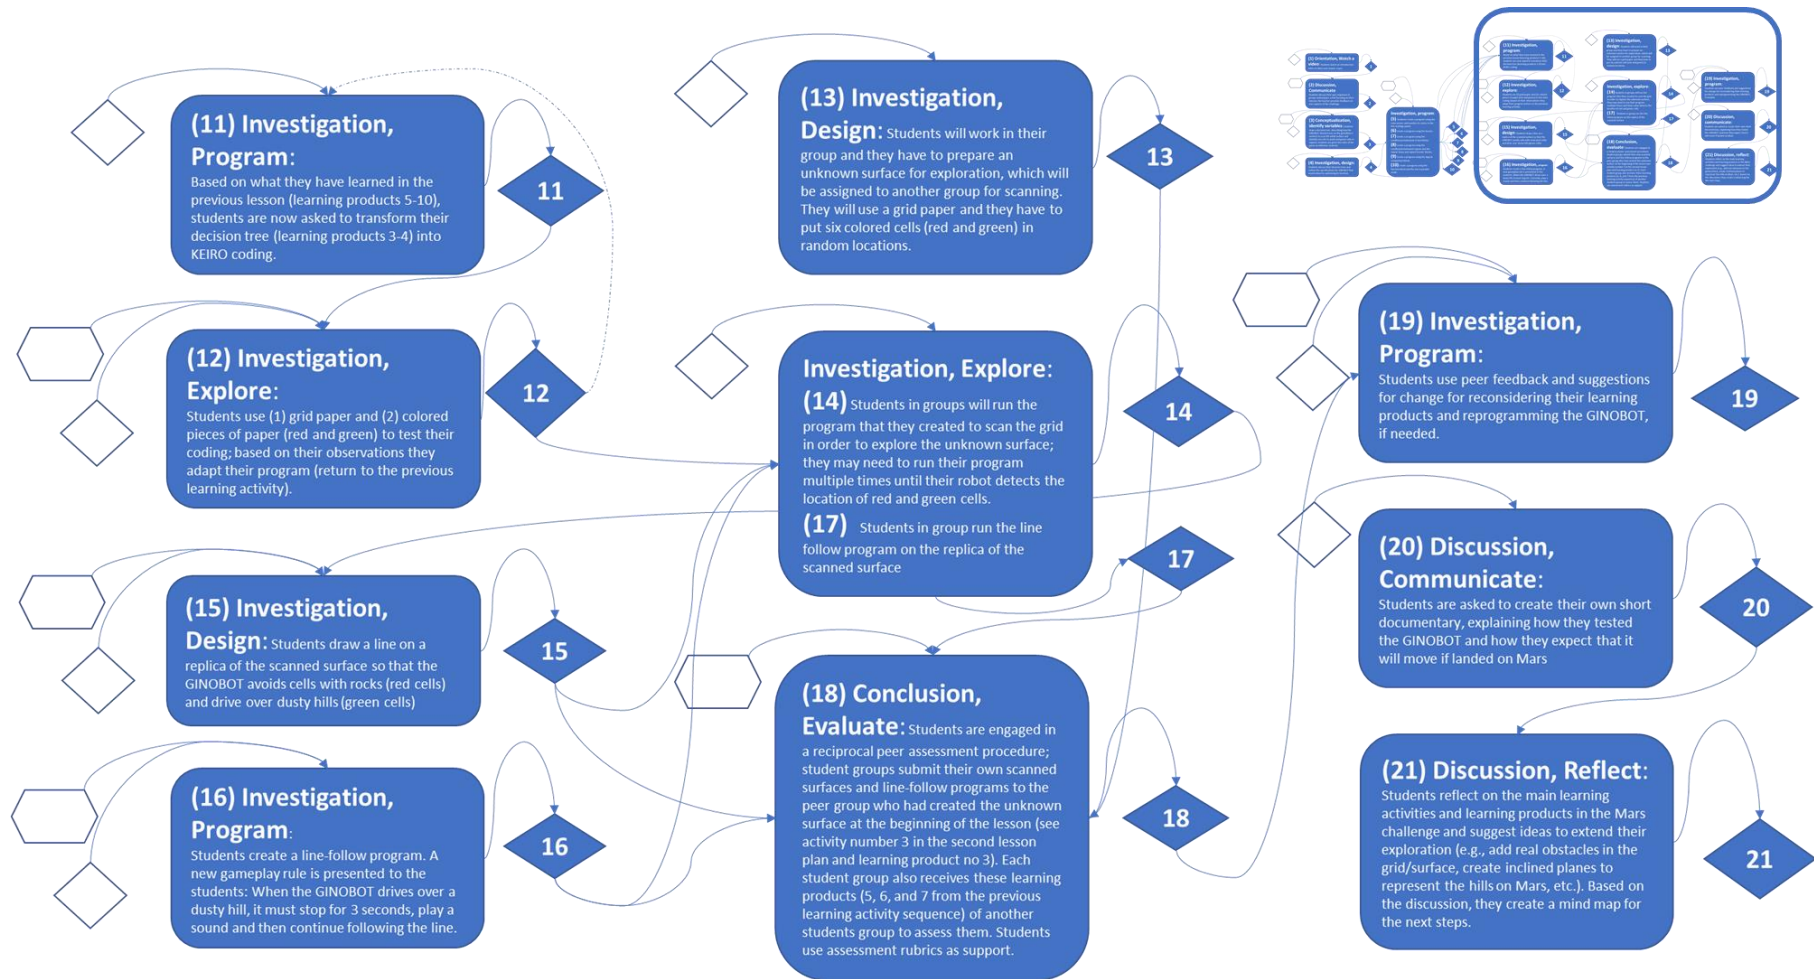 (11) Investigation,
Program:
Based on what they have learned in the
previous lesson (learning products 5-10),
students are now asked to transform their
decision tree (learning products 3-4) into
KEIRO coding.
11
(12) Investigation,
Explore:
Students use (1) grid paper and (2) colored
pieces of paper (red and green) to test their
coding; based on their observations they
adapt their program (return to the previous
learning activity).
12
(15) Investigation,
Design: Students draw a line on a
replica of the scanned surface so that the
GINOBOT avoids cells with rocks (red cells)
and drive over dusty hills (green cells)
15
(16) Investigation,
Program:
Students create a line-follow program. A
new gameplay rule is presented to the
students: When the GINOBOT drives over a
dusty hill, it must stop for 3 seconds, play a
sound and then continue following the line.
16
(13) Investigation,
Design: Students will work in their
group and they have to prepare an
unknown surface for exploration, which will
be assigned to another group for scanning.
They will use a grid paper and they have to
put six colored cells (red and green) in
random locations.
13
Investigation, Explore:
(14) Students in groups will run the
program that they created to scan the grid
in order to explore the unknown surface;
they may need to run their program
multiple times until their robot detects the
location of red and green cells.
(17) Students in group run the line
follow program on the replica of the
scanned surface
14
17
(18) Conclusion,
Evaluate: Students are engaged in
a reciprocal peer assessment procedure;
student groups submit their own scanned
surfaces and line-follow programs to the
peer group who had created the unknown
surface at the beginning of the lesson (see
activity number 3 in the second lesson
plan and learning product no 3). Each
student group also receives these learning
products (5, 6, and 7 from the previous
learning activity sequence) of another
students group to assess them. Students
use assessment rubrics as support.
18
(19) Investigation,
Program:
Students use peer feedback and suggestions
for change for reconsidering their learning
products and reprogramming the GINOBOT,
if needed.
19
(20) Discussion,
Communicate:
Students are asked to create their own short
documentary, explaining how they tested
the GINOBOT and how they expect that it
will move if landed on Mars
20
(21) Discussion, Reflect:
Students reflect on the main learning
activities and learning products in the Mars
challenge and suggest ideas to extend their
exploration (e.g., add real obstacles in the
grid/surface, create inclined planes to
represent the hills on Mars, etc.). Based on
the discussion, they create a mind map for
the next steps.
21